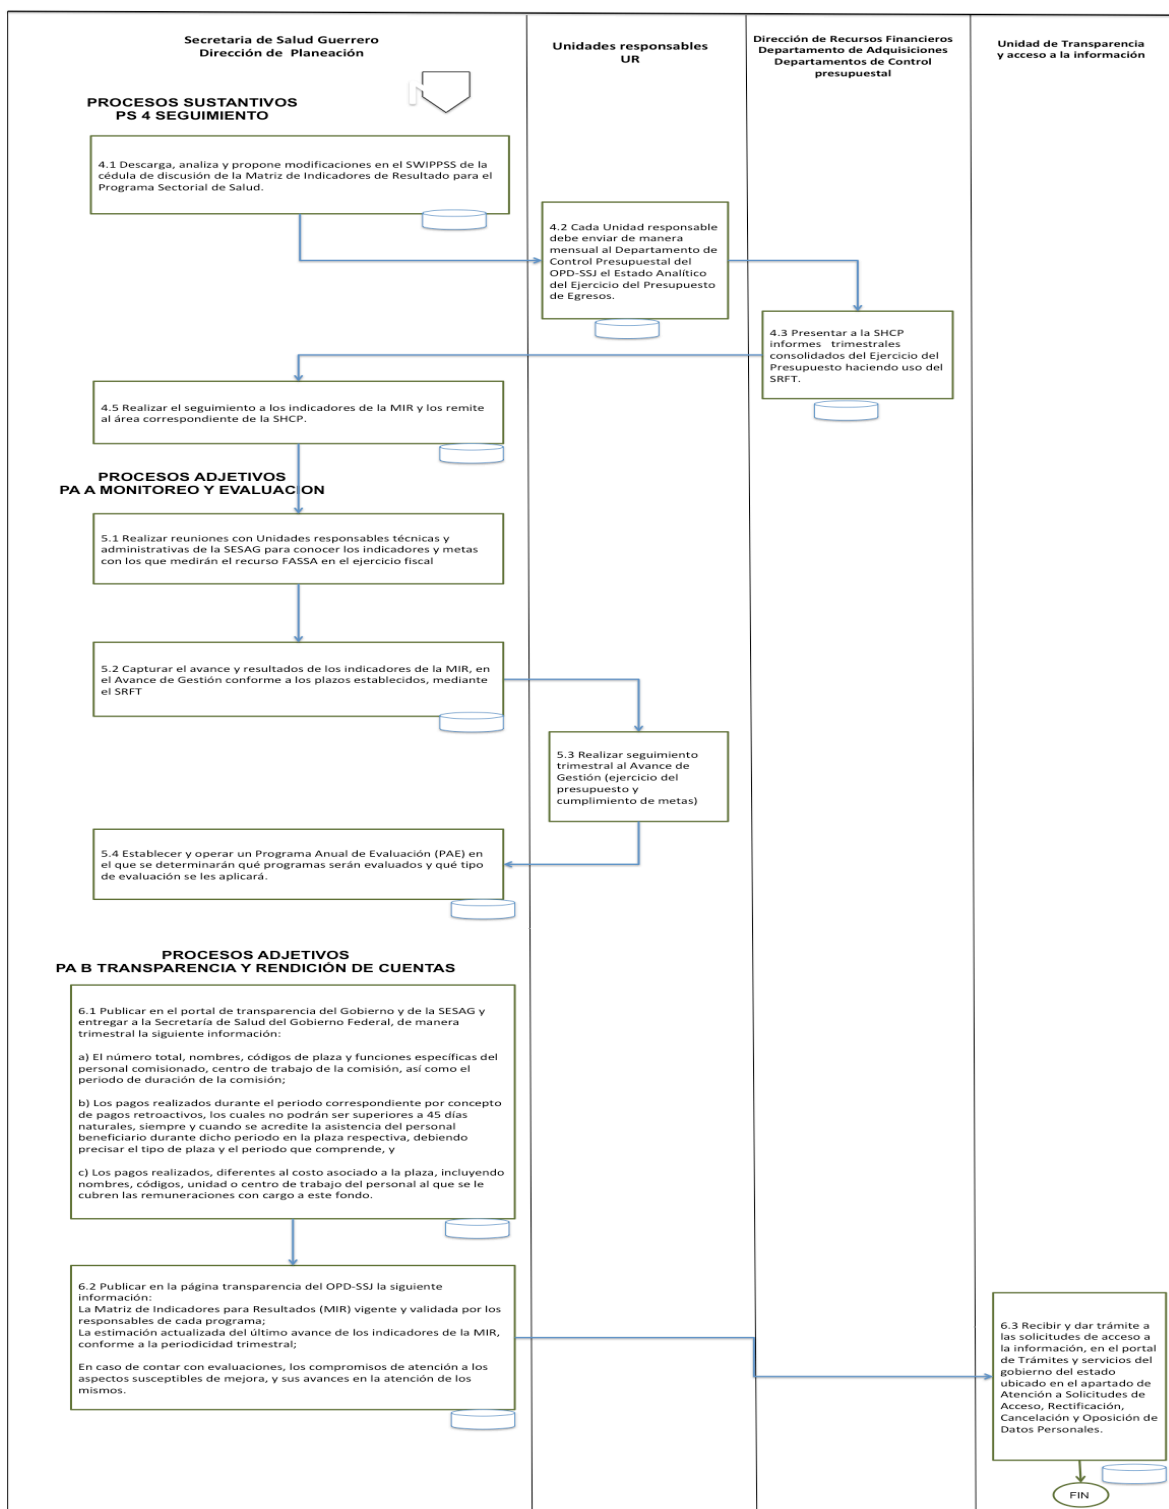 Secretaria de Salud Guerrero
Dirección de  Planeación
Unidades responsables
UR
Dirección de Recursos Financieros
Departamento de Adquisiciones
Departamentos de Control
presupuestal
Unidad de Transparencia
y acceso a la información
PROCESOS SUSTANTIVOS
PS 4 SEGUIMIENTO
4.1 Descarga, analiza y propone modificaciones en el SWIPPSS de la
cédula de discusión de la Matriz de Indicadores de Resultado para el
Programa Sectorial de Salud.
4.2 Cada Unidad responsable
debe enviar de manera
mensual al Departamento de
Control Presupuestal del
OPD-SSJ el Estado Analítico
del Ejercicio del Presupuesto
de Egresos.
4.3 Presentar a la SHCP
informes   trimestrales
consolidados del Ejercicio del
Presupuesto haciendo uso del
SRFT.
4.5 Realizar el seguimiento a los indicadores de la MIR y los remite
al área correspondiente de la SHCP.
PROCESOS ADJETIVOS
PA A MONITOREO Y EVALUACION
5.1 Realizar reuniones con Unidades responsables técnicas y
administrativas de la SESAG para conocer los indicadores y metas
con los que medirán el recurso FASSA en el ejercicio fiscal
5.2 Capturar el avance y resultados de los indicadores de la MIR, en
el Avance de Gestión conforme a los plazos establecidos, mediante
el SRFT
5.3 Realizar seguimiento
trimestral al Avance de
Gestión (ejercicio del
presupuesto y
cumplimiento de metas)
5.4 Establecer y operar un Programa Anual de Evaluación (PAE) en
el que se determinarán qué programas serán evaluados y qué tipo
de evaluación se les aplicará.
PROCESOS ADJETIVOS
PA B TRANSPARENCIA Y RENDICIÓN DE CUENTAS
6.1 Publicar en el portal de transparencia del Gobierno y de la SESAG y
entregar a la Secretaría de Salud del Gobierno Federal, de manera
trimestral la siguiente información:
a) El número total, nombres, códigos de plaza y funciones específicas del
personal comisionado, centro de trabajo de la comisión, así como el
periodo de duración de la comisión;
b) Los pagos realizados durante el periodo correspondiente por concepto
de pagos retroactivos, los cuales no podrán ser superiores a 45 días
naturales, siempre y cuando se acredite la asistencia del personal
beneficiario durante dicho periodo en la plaza respectiva, debiendo
precisar el tipo de plaza y el periodo que comprende, y
c) Los pagos realizados, diferentes al costo asociado a la plaza, incluyendo
nombres, códigos, unidad o centro de trabajo del personal al que se le
cubren las remuneraciones con cargo a este fondo.
6.2 Publicar en la página transparencia del OPD-SSJ la siguiente
información:
La Matriz de Indicadores para Resultados (MIR) vigente y validada por los
responsables de cada programa;
La estimación actualizada del último avance de los indicadores de la MIR,
conforme a la periodicidad trimestral;
En caso de contar con evaluaciones, los compromisos de atención a los
aspectos susceptibles de mejora, y sus avances en la atención de los
mismos.
6.3 Recibir y dar trámite a
las solicitudes de acceso a
la información, en el portal
de Trámites y servicios del
gobierno del estado
ubicado en el apartado de
Atención a Solicitudes de
Acceso, Rectificación,
Cancelación y Oposición de
Datos Personales.
FIN